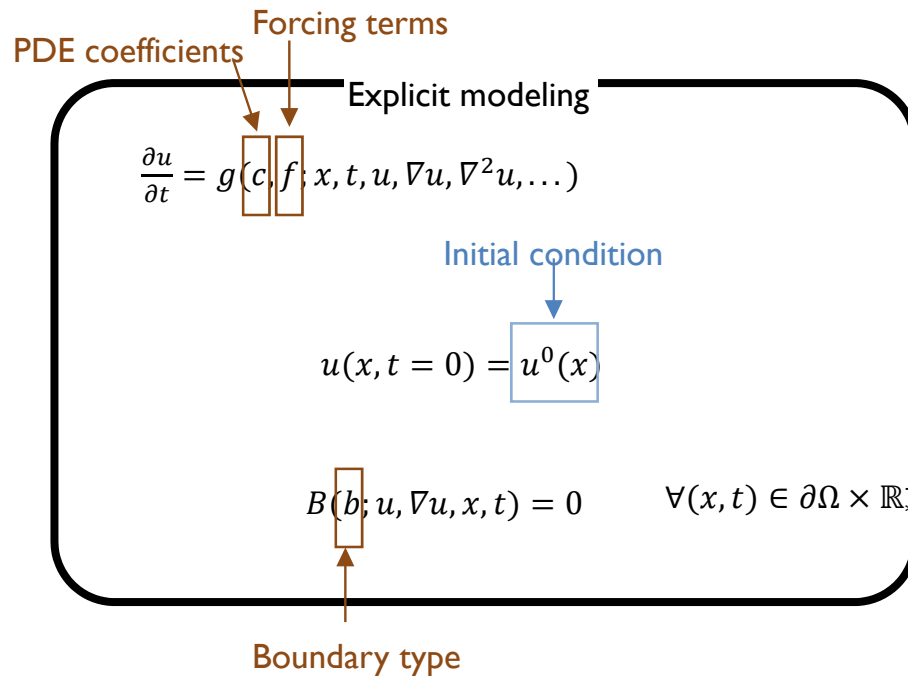 Forcing terms
PDE coefficients
Explicit modeling
∂u/∂t = g(c, f; x, t, u, ∇u, ∇²u, …)
Initial condition
u(x, t = 0) = u⁰(x)
B(b; u, ∇u, x, t) = 0 ∀(x, t) ∈ ∂Ω × ℝ
Boundary type